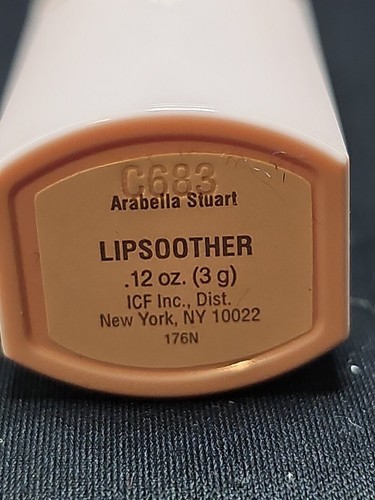 C683
Arabella Stuart
LIPSOOTHER
.12 oz. (3 g)
ICF Inc., Dist.
New York, NY 10022
176N